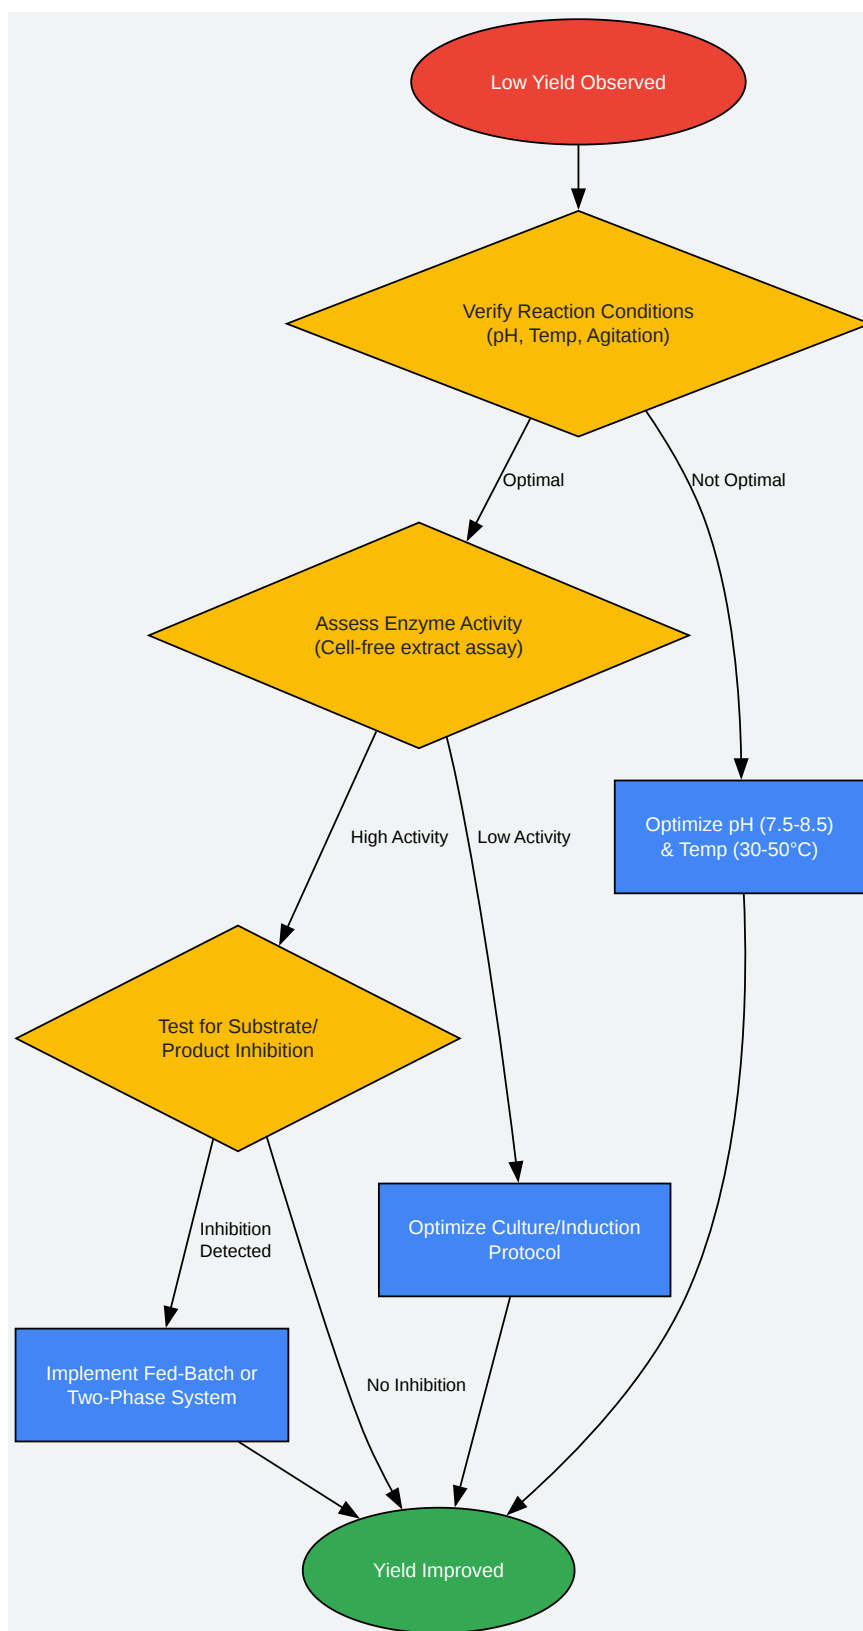 Low Yield Observed
Verify Reaction Conditions
(pH, Temp, Agitation)
Optimal
Not Optimal
Assess Enzyme Activity
(Cell-free extract assay)
High Activity
Low Activity
Optimize pH (7.5-8.5)
& Temp (30-50°C)
Test for Substrate/
Product Inhibition
Inhibition
Detected
Optimize Culture/Induction
Protocol
Implement Fed-Batch or
Two-Phase System
No Inhibition
Yield Improved